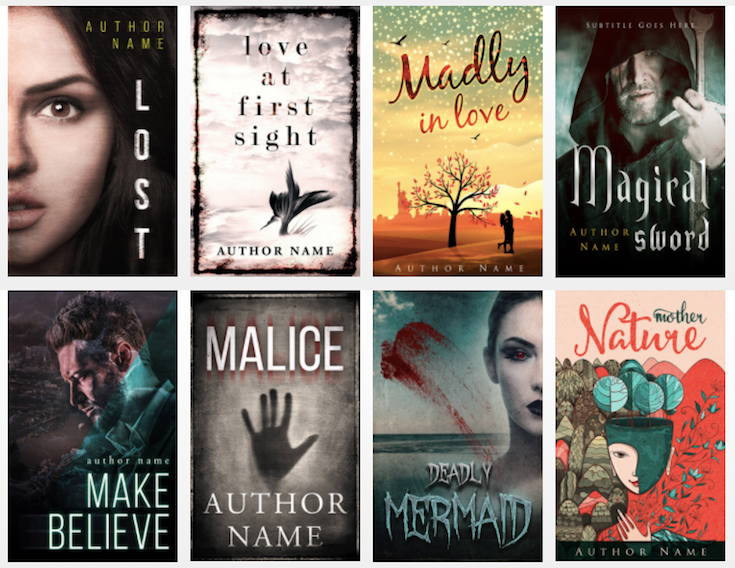 AUTHOR
NAME
L
O
S
T
love
at
first
sight
AUTHOR NAME
Madly
in love
AUTHOR NAME
SUBTITLE GOES HERE
Magical
AUTHOR
NAME
sword
author name
MAKE
BELIEVE
MALICE
AUTHOR
NAME
DEADLY
MERMAID
mother
Nature
AUTHOR NAME